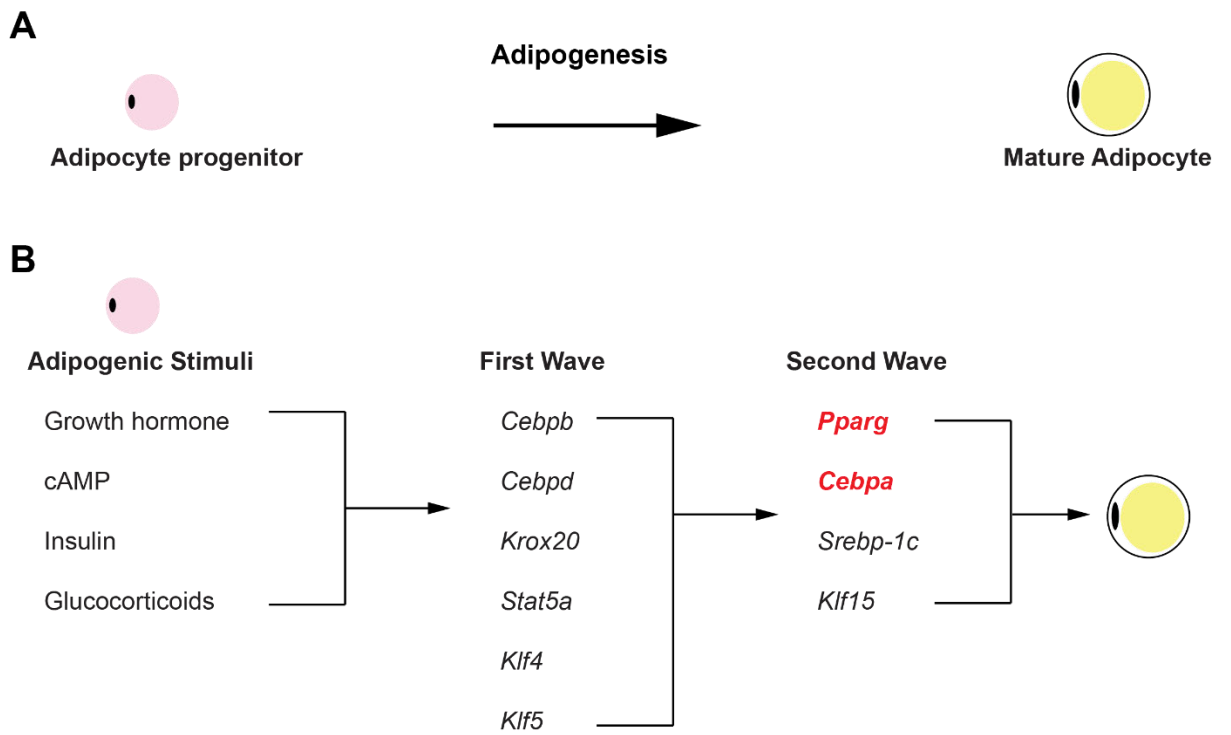 A
Adipogenesis
Adipocyte progenitor
Mature Adipocyte
B
Adipogenic Stimuli
First Wave
Second Wave
Growth hormone
Cebpb
Pparg
cAMP
Cebpd
Cebpa
Insulin
Krox20
Srebp-1c
Glucocorticoids
Stat5a
Klf15
Klf4
Klf5